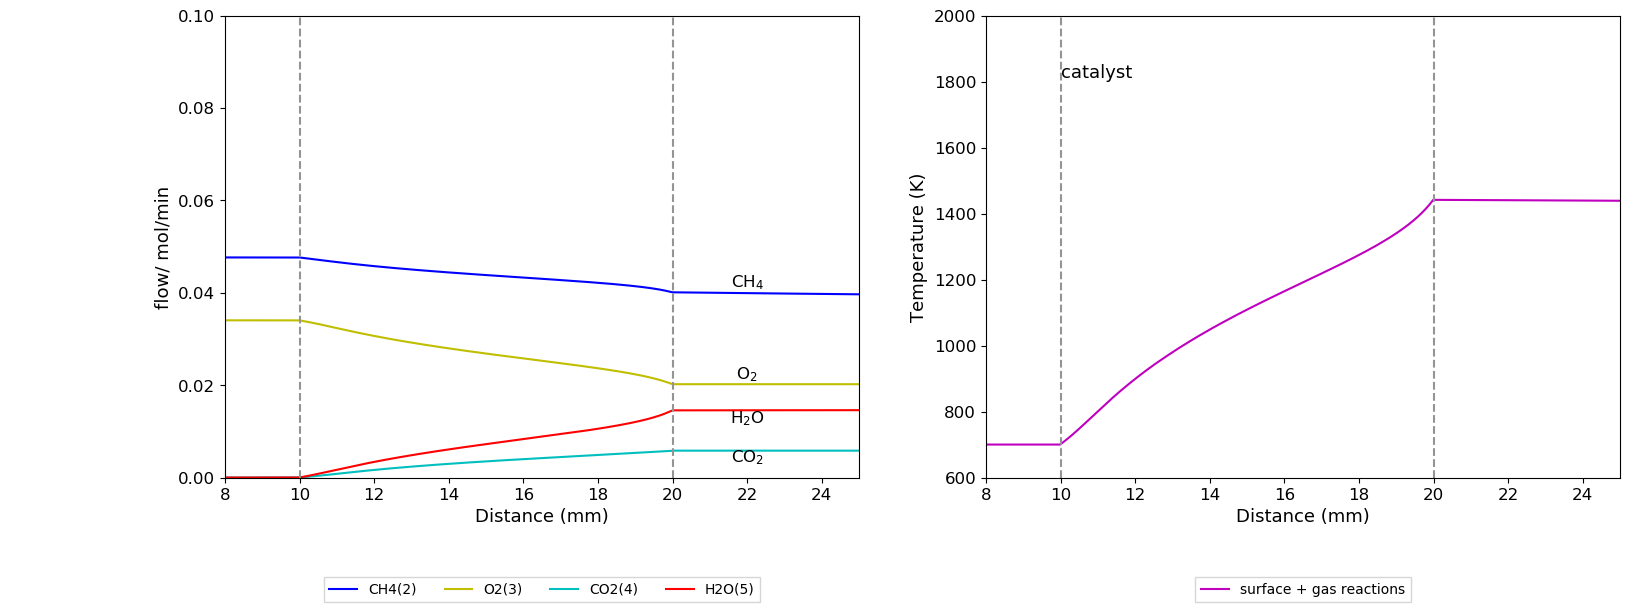 0.10
0.08
0.06
0.04
0.02
0.00
flow/ mol/min
CH₄
O₂
H₂O
CO₂
8 10 12 14 16 18 20 22 24
Distance (mm)
CH4(2) O2(3) CO2(4) H2O(5)
2000
1800
1600
1400
1200
1000
800
600
Temperature (K)
catalyst
8 10 12 14 16 18 20 22 24
Distance (mm)
surface + gas reactions